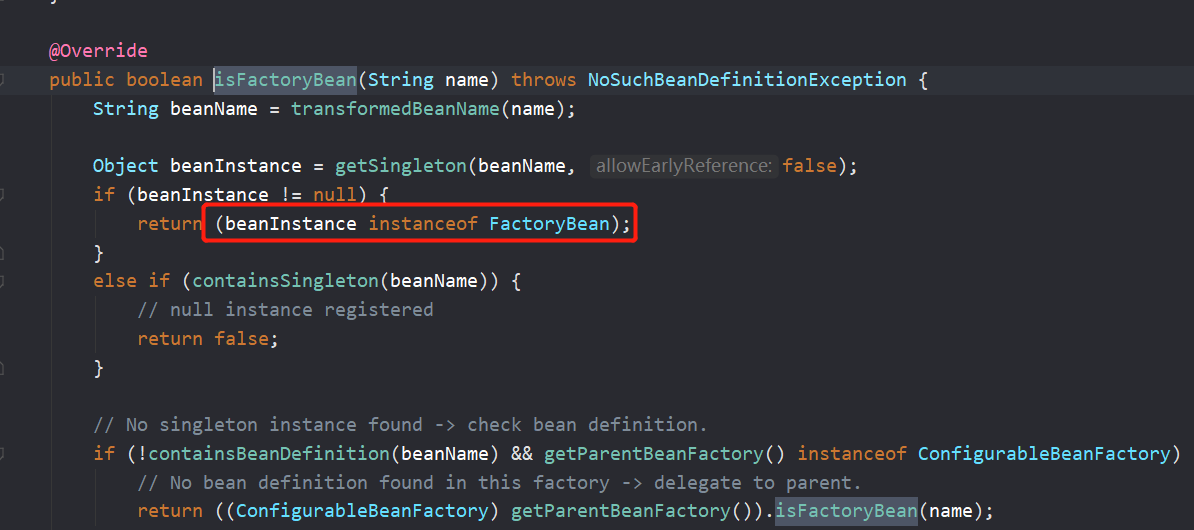 @Override
public boolean isFactoryBean(String name) throws NoSuchBeanDefinitionException {
String beanName = transformedBeanName(name);
Object beanInstance = getSingleton(beanName, allowEarlyReference: false);
if (beanInstance != null) {
return (beanInstance instanceof FactoryBean);
}
else if (containsSingleton(beanName)) {
// null instance registered
return false;
}
// No singleton instance found -> check bean definition.
if (!containsBeanDefinition(beanName) && getParentBeanFactory() instanceof ConfigurableBeanFactory)
// No bean definition found in this factory -> delegate to parent.
return ((ConfigurableBeanFactory) getParentBeanFactory()).isFactoryBean(name);